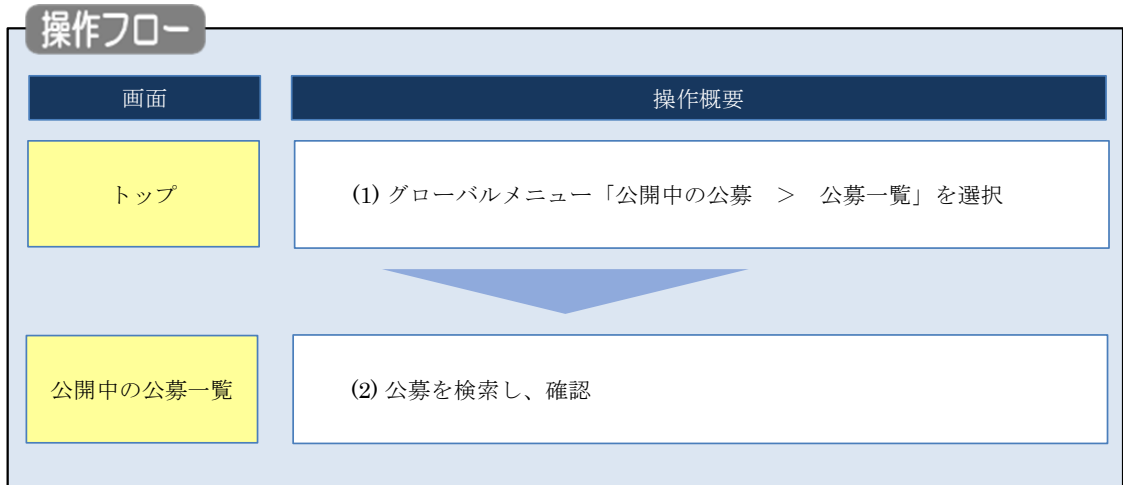 操作フロー
画面
操作概要
トップ
(1) グローバルメニュー「公開中の公募　＞　公募一覧」を選択
公開中の公募一覧
(2) 公募を検索し、確認